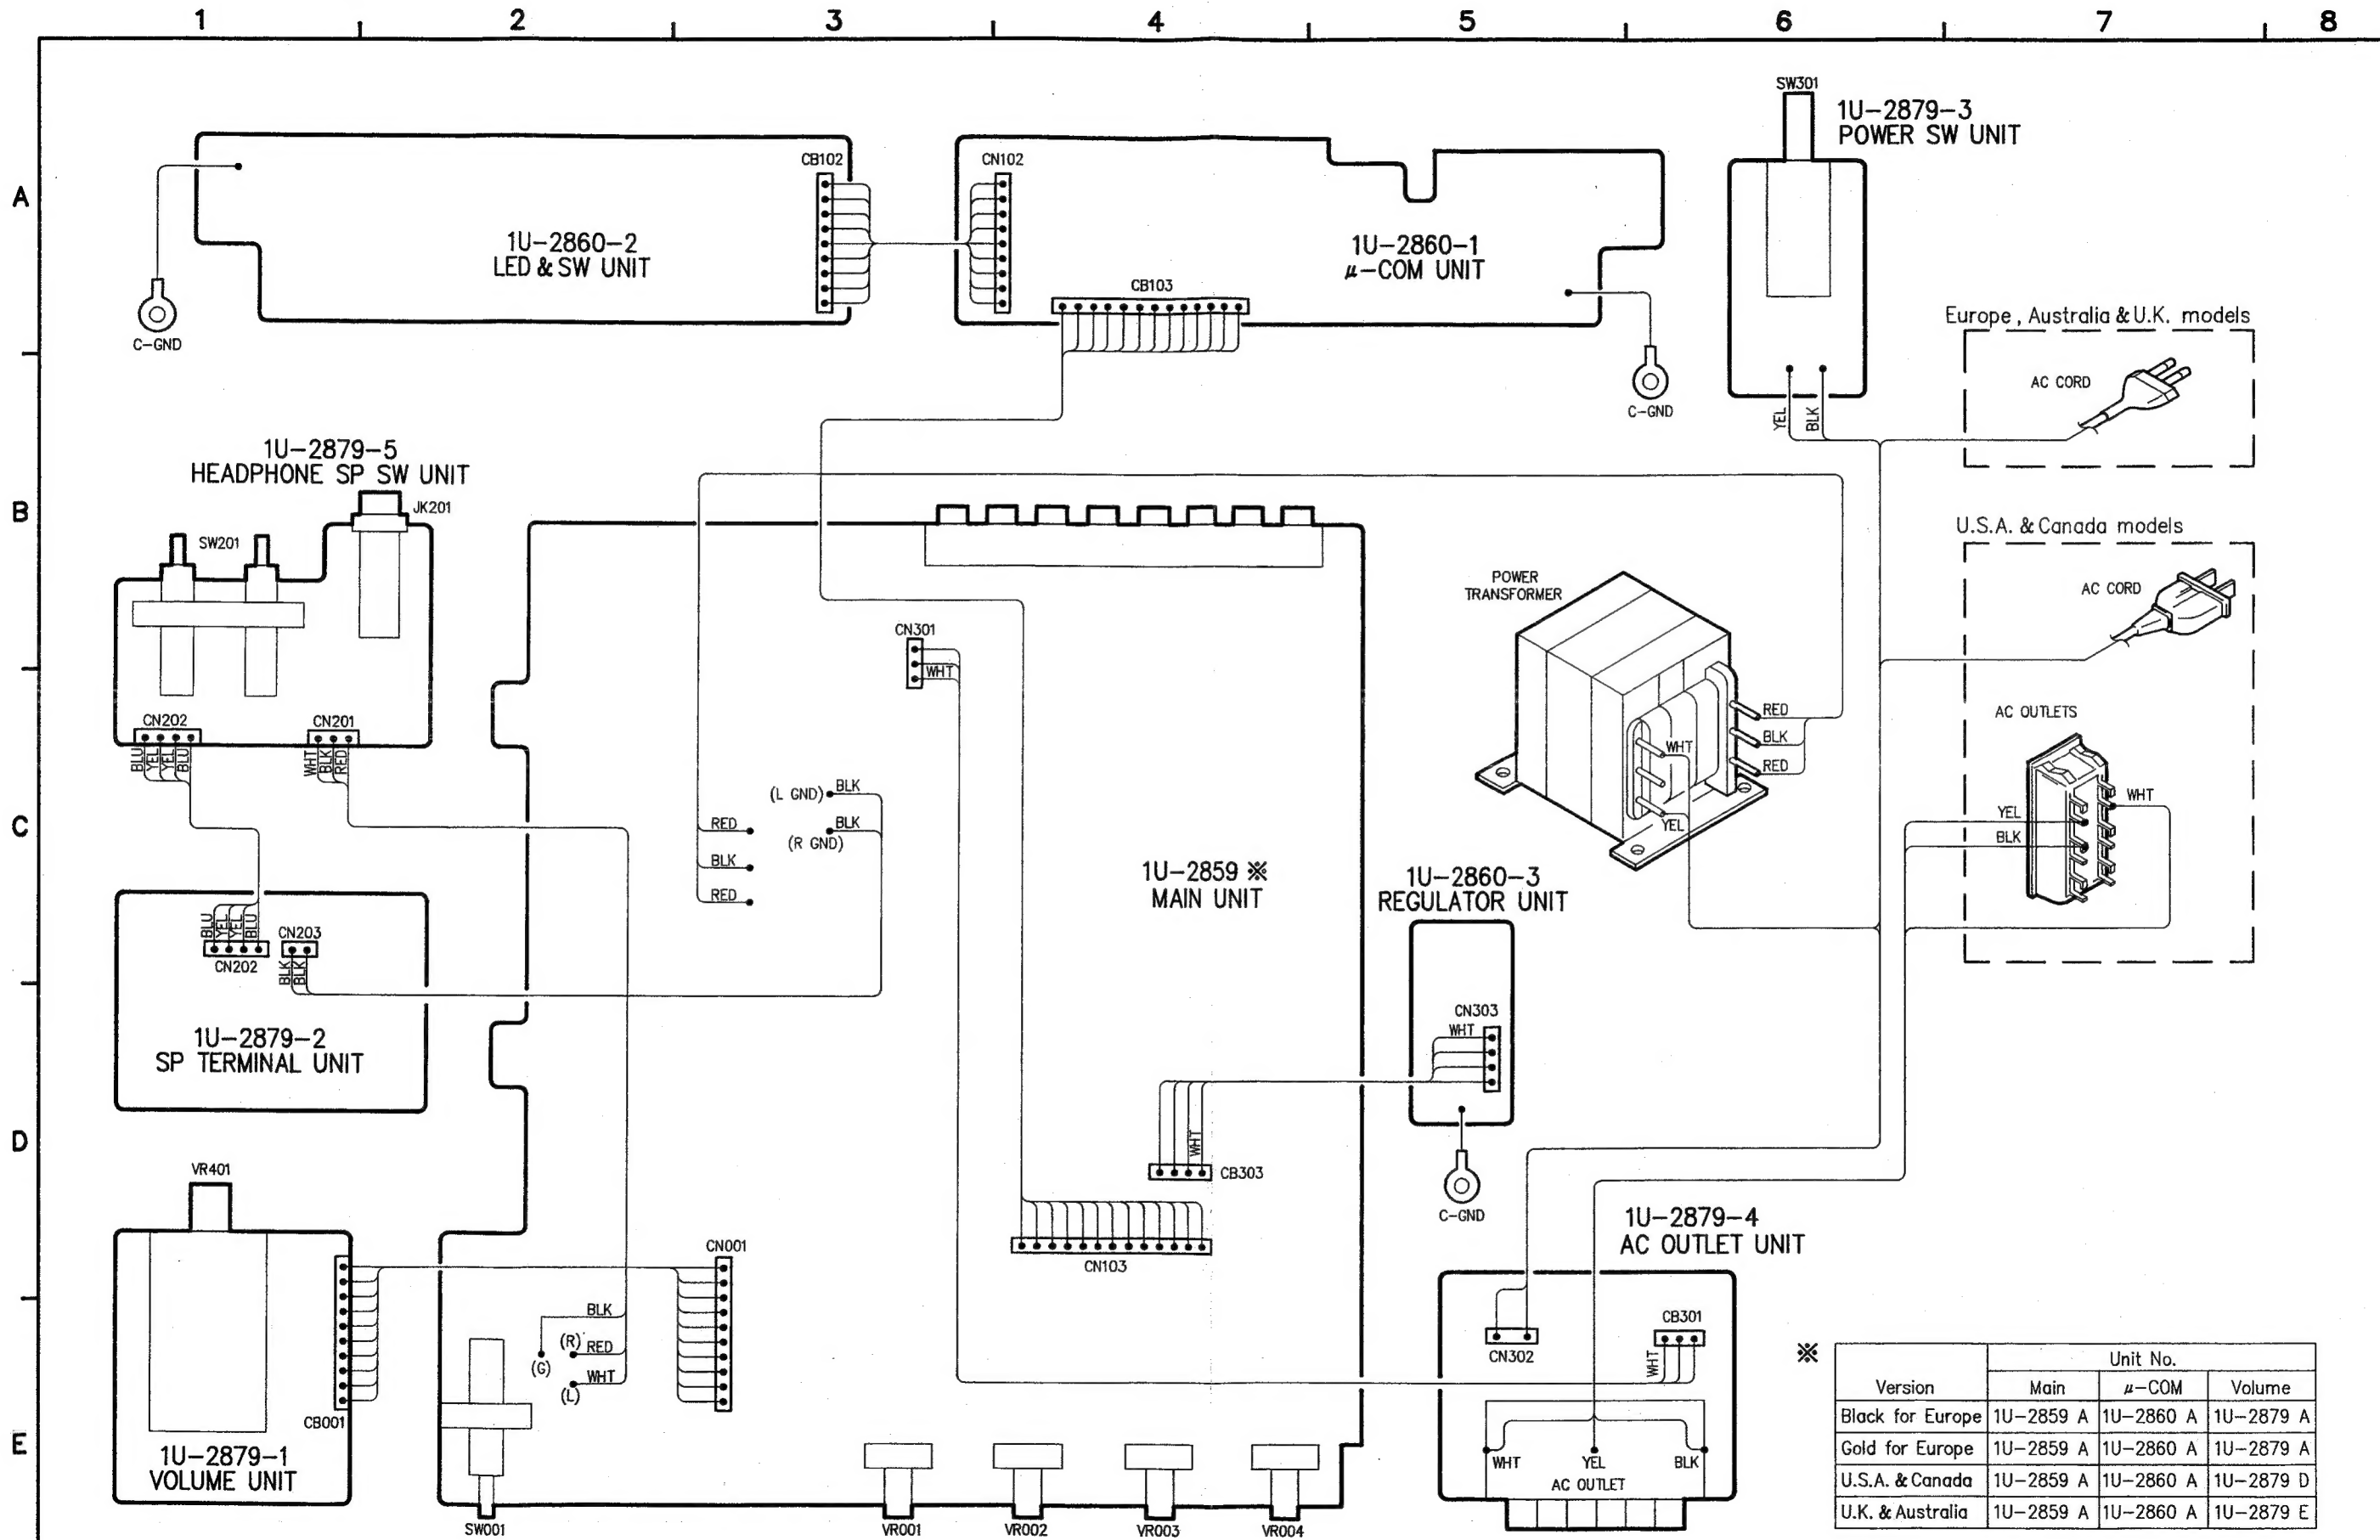 1 2 3 4 5 6 7 8
A
B
C
D
E
1U-2860-2
LED & SW UNIT
CB102
C-GND
CN102
1U-2860-1
μ-COM UNIT
CB103
C-GND
SW301
1U-2879-3
POWER SW UNIT
YEL
BLK
Europe, Australia & U.K. models
AC CORD
U.S.A. & Canada models
AC CORD
AC OUTLETS
YEL
BLK
WHT
1U-2879-5
HEADPHONE SP SW UNIT
JK201
SW201
CN202
CN201
BLU
YEL
YEL
BLU
WHT
BLK
RED
CN301
WHT
POWER
TRANSFORMER
RED
BLK
RED
WHT
YEL
(L GND)
BLK
BLK
(R GND)
RED
BLK
RED
1U-2859 ※
MAIN UNIT
1U-2860-3
REGULATOR UNIT
CN303
WHT
C-GND
BLU
YEL
YEL
BLU
CN202
CN203
BLK
BLK
1U-2879-2
SP TERMINAL UNIT
WHT
CB303
CN103
VR401
CB001
1U-2879-1
VOLUME UNIT
CN001
BLK
(R) RED
(G)
WHT
(L)
SW001
VR001
VR002
VR003
VR004
1U-2879-4
AC OUTLET UNIT
CN302
CB301
WHT
WHT
YEL
BLK
AC OUTLET
※
Unit No.
Version Main μ-COM Volume
Black for Europe 1U-2859 A 1U-2860 A 1U-2879 A
Gold for Europe 1U-2859 A 1U-2860 A 1U-2879 A
U.S.A. & Canada 1U-2859 A 1U-2860 A 1U-2879 D
U.K. & Australia 1U-2859 A 1U-2860 A 1U-2879 E